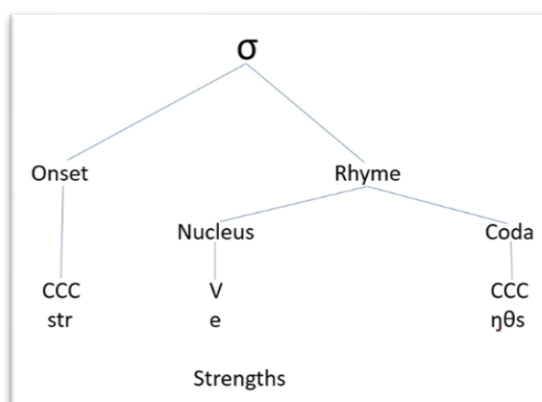 σ
Onset Rhyme
Nucleus Coda
CCC V CCC
str e ŋθs
Strengths